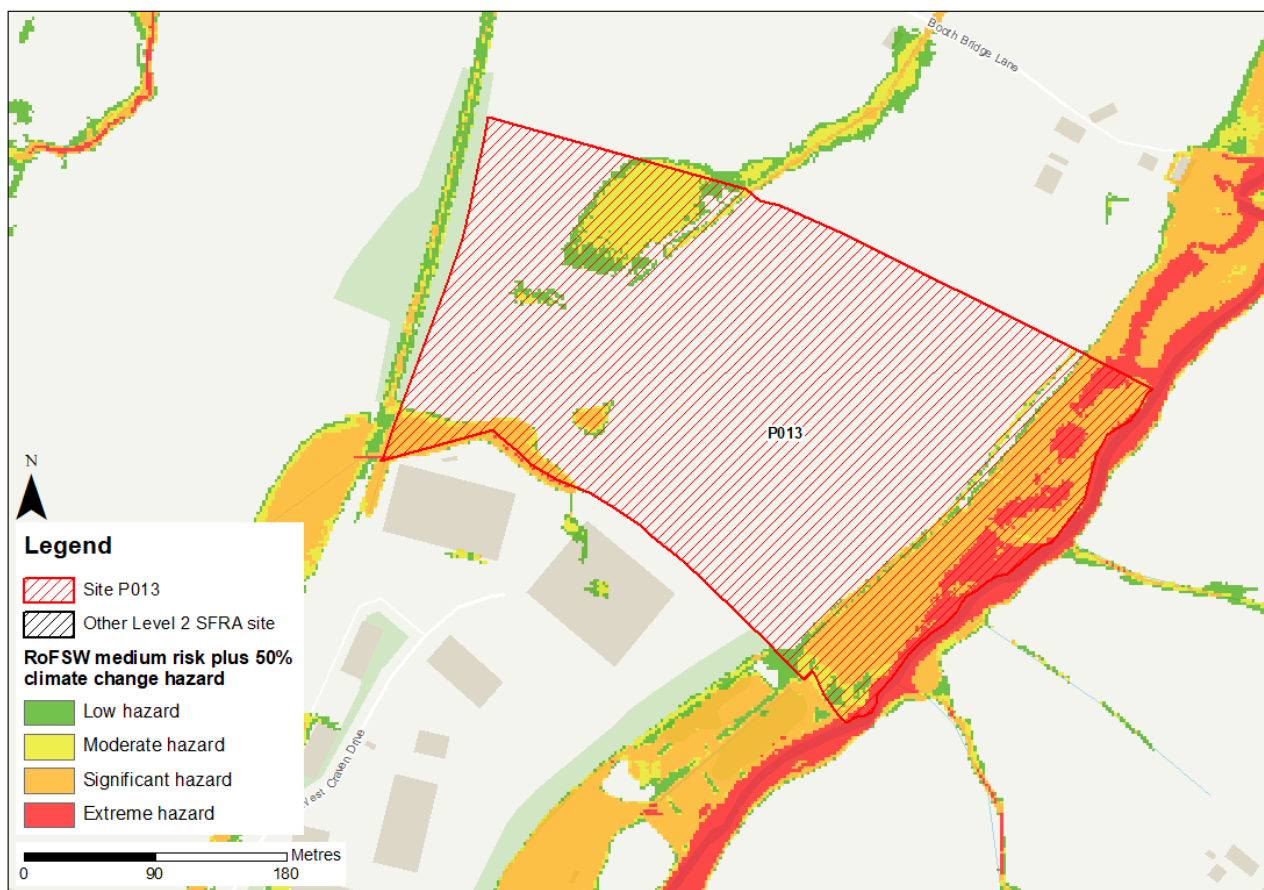 Booth Bridge Lane
P013
N
Legend
Site P013
Other Level 2 SFRA site
RoFSW medium risk plus 50%
climate change hazard
Low hazard
Moderate hazard
Significant hazard
Extreme hazard
Craven Drive
Metres
0 90 180